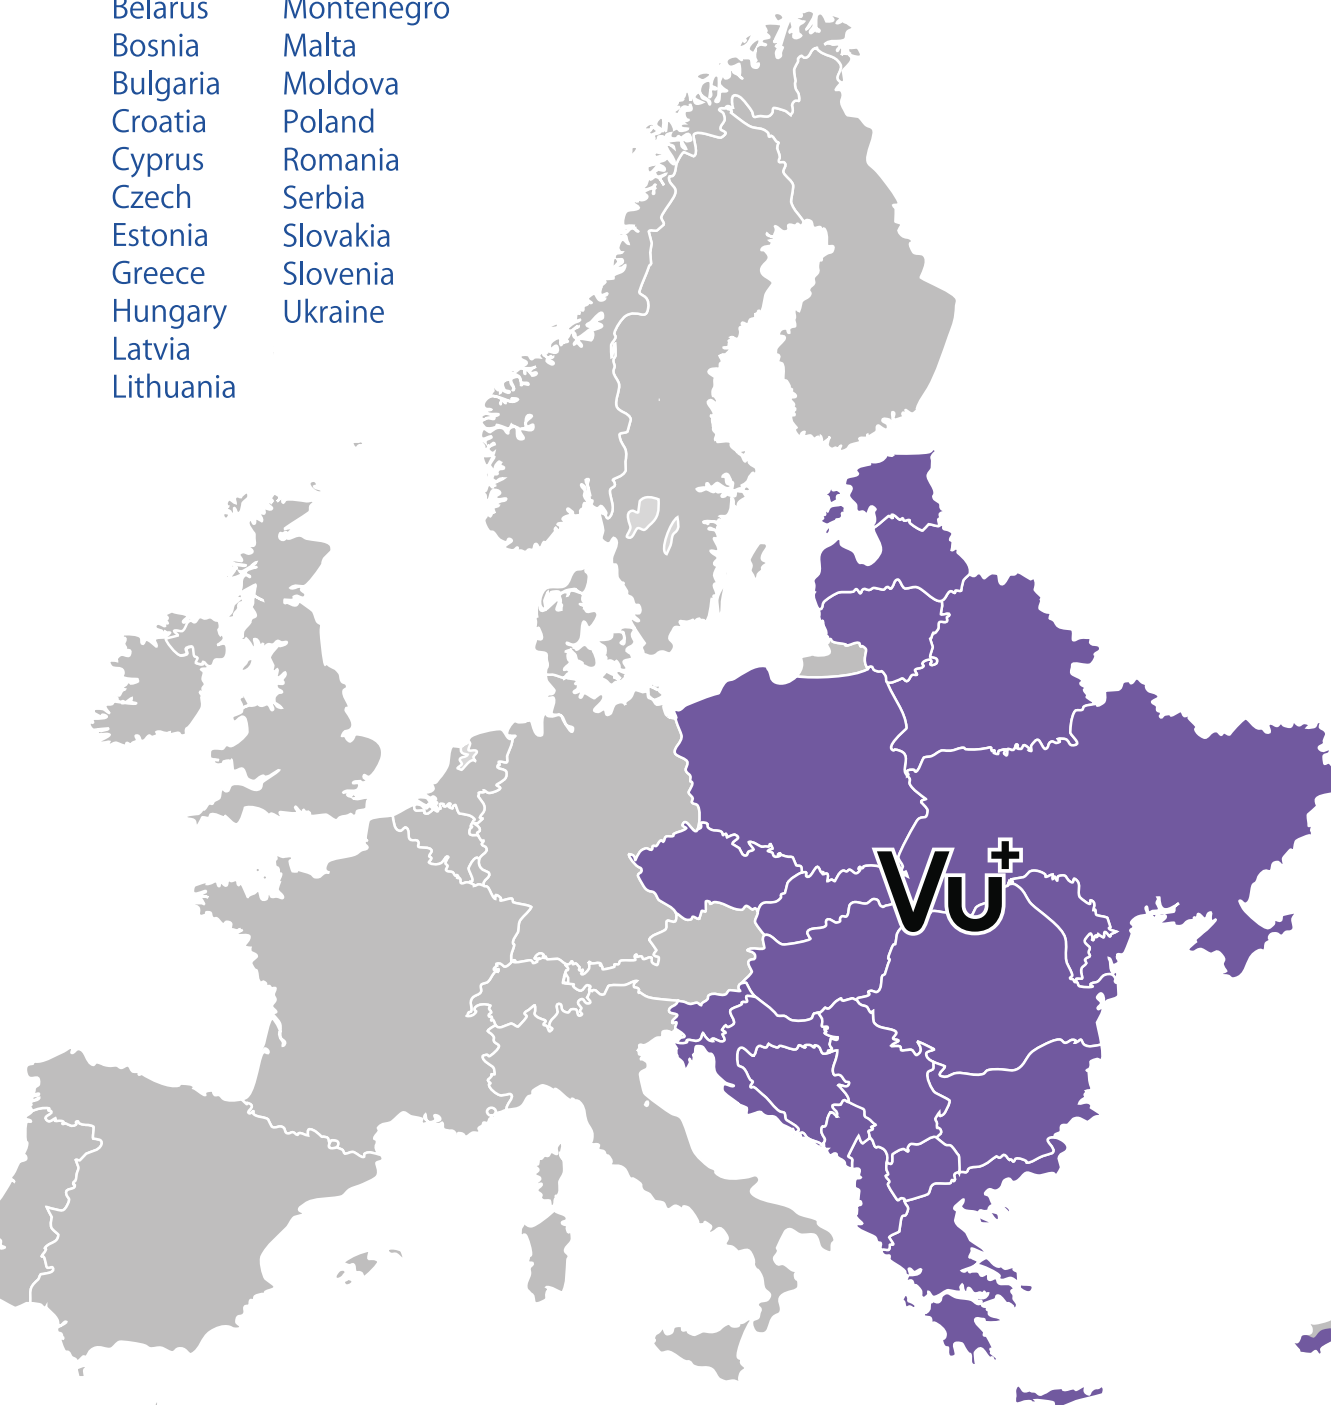 Belarus
Bosnia
Bulgaria
Croatia
Cyprus
Czech
Estonia
Greece
Hungary
Latvia
Lithuania
Montenegro
Malta
Moldova
Poland
Romania
Serbia
Slovakia
Slovenia
Ukraine
Vu+